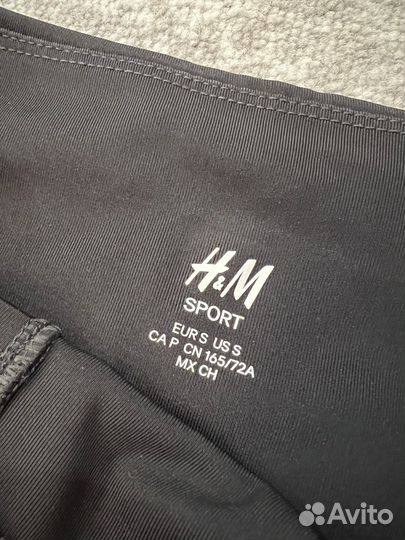 H&M
SPORT
EUR S US S
CA P CN 165/72A
MX CH
Avito